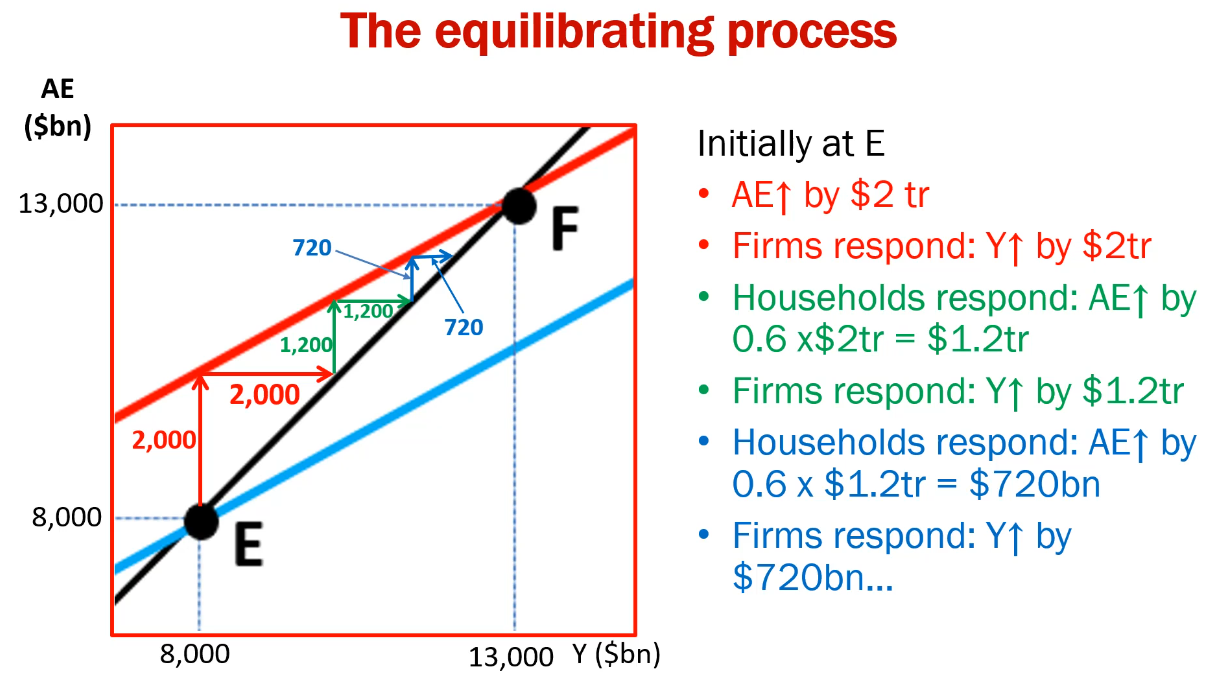 The equilibrating process
AE
($bn)
13,000
8,000
F
E
720
720
1,200
1,200
2,000
2,000
8,000
13,000
Y ($bn)
Initially at E
• AE↑ by $2 tr
• Firms respond: Y↑ by $2tr
• Households respond: AE↑ by
0.6 x$2tr = $1.2tr
• Firms respond: Y↑ by $1.2tr
• Households respond: AE↑ by
0.6 x $1.2tr = $720bn
• Firms respond: Y↑ by
$720bn...